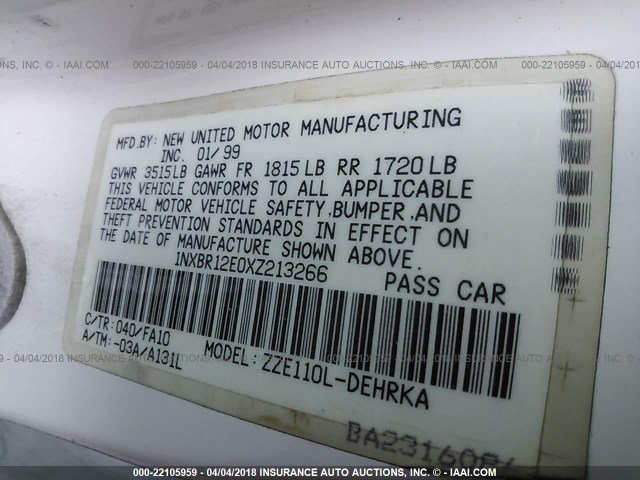 000-22105959 - 04/04/2018 - INSURANCE AUTO AUCTIONS, INC. © - IAAI.COM
MFD.BY: NEW UNITED MOTOR MANUFACTURING
INC. 01/99
GVWR 3515LB GAWR FR 1815LB RR 1720LB
THIS VEHICLE CONFORMS TO ALL APPLICABLE
FEDERAL MOTOR VEHICLE SAFETY,BUMPER,AND
THEFT PREVENTION STANDARDS IN EFFECT ON
THE DATE OF MANUFACTURE SHOWN ABOVE.
1NXBR12E0XZ213266 PASS CAR
C/TR:040/FA10
A/TM:-03A/A131L MODEL:ZZE110L-DEHRKA
000-22105959 - 04/04/2018 - INSURANCE AUTO AUCTIONS, INC. © - IAAI.COM
000-22105959 - 04/04/2018 - INSURANCE AUTO AUCTIONS, INC. © - IAAI.COM